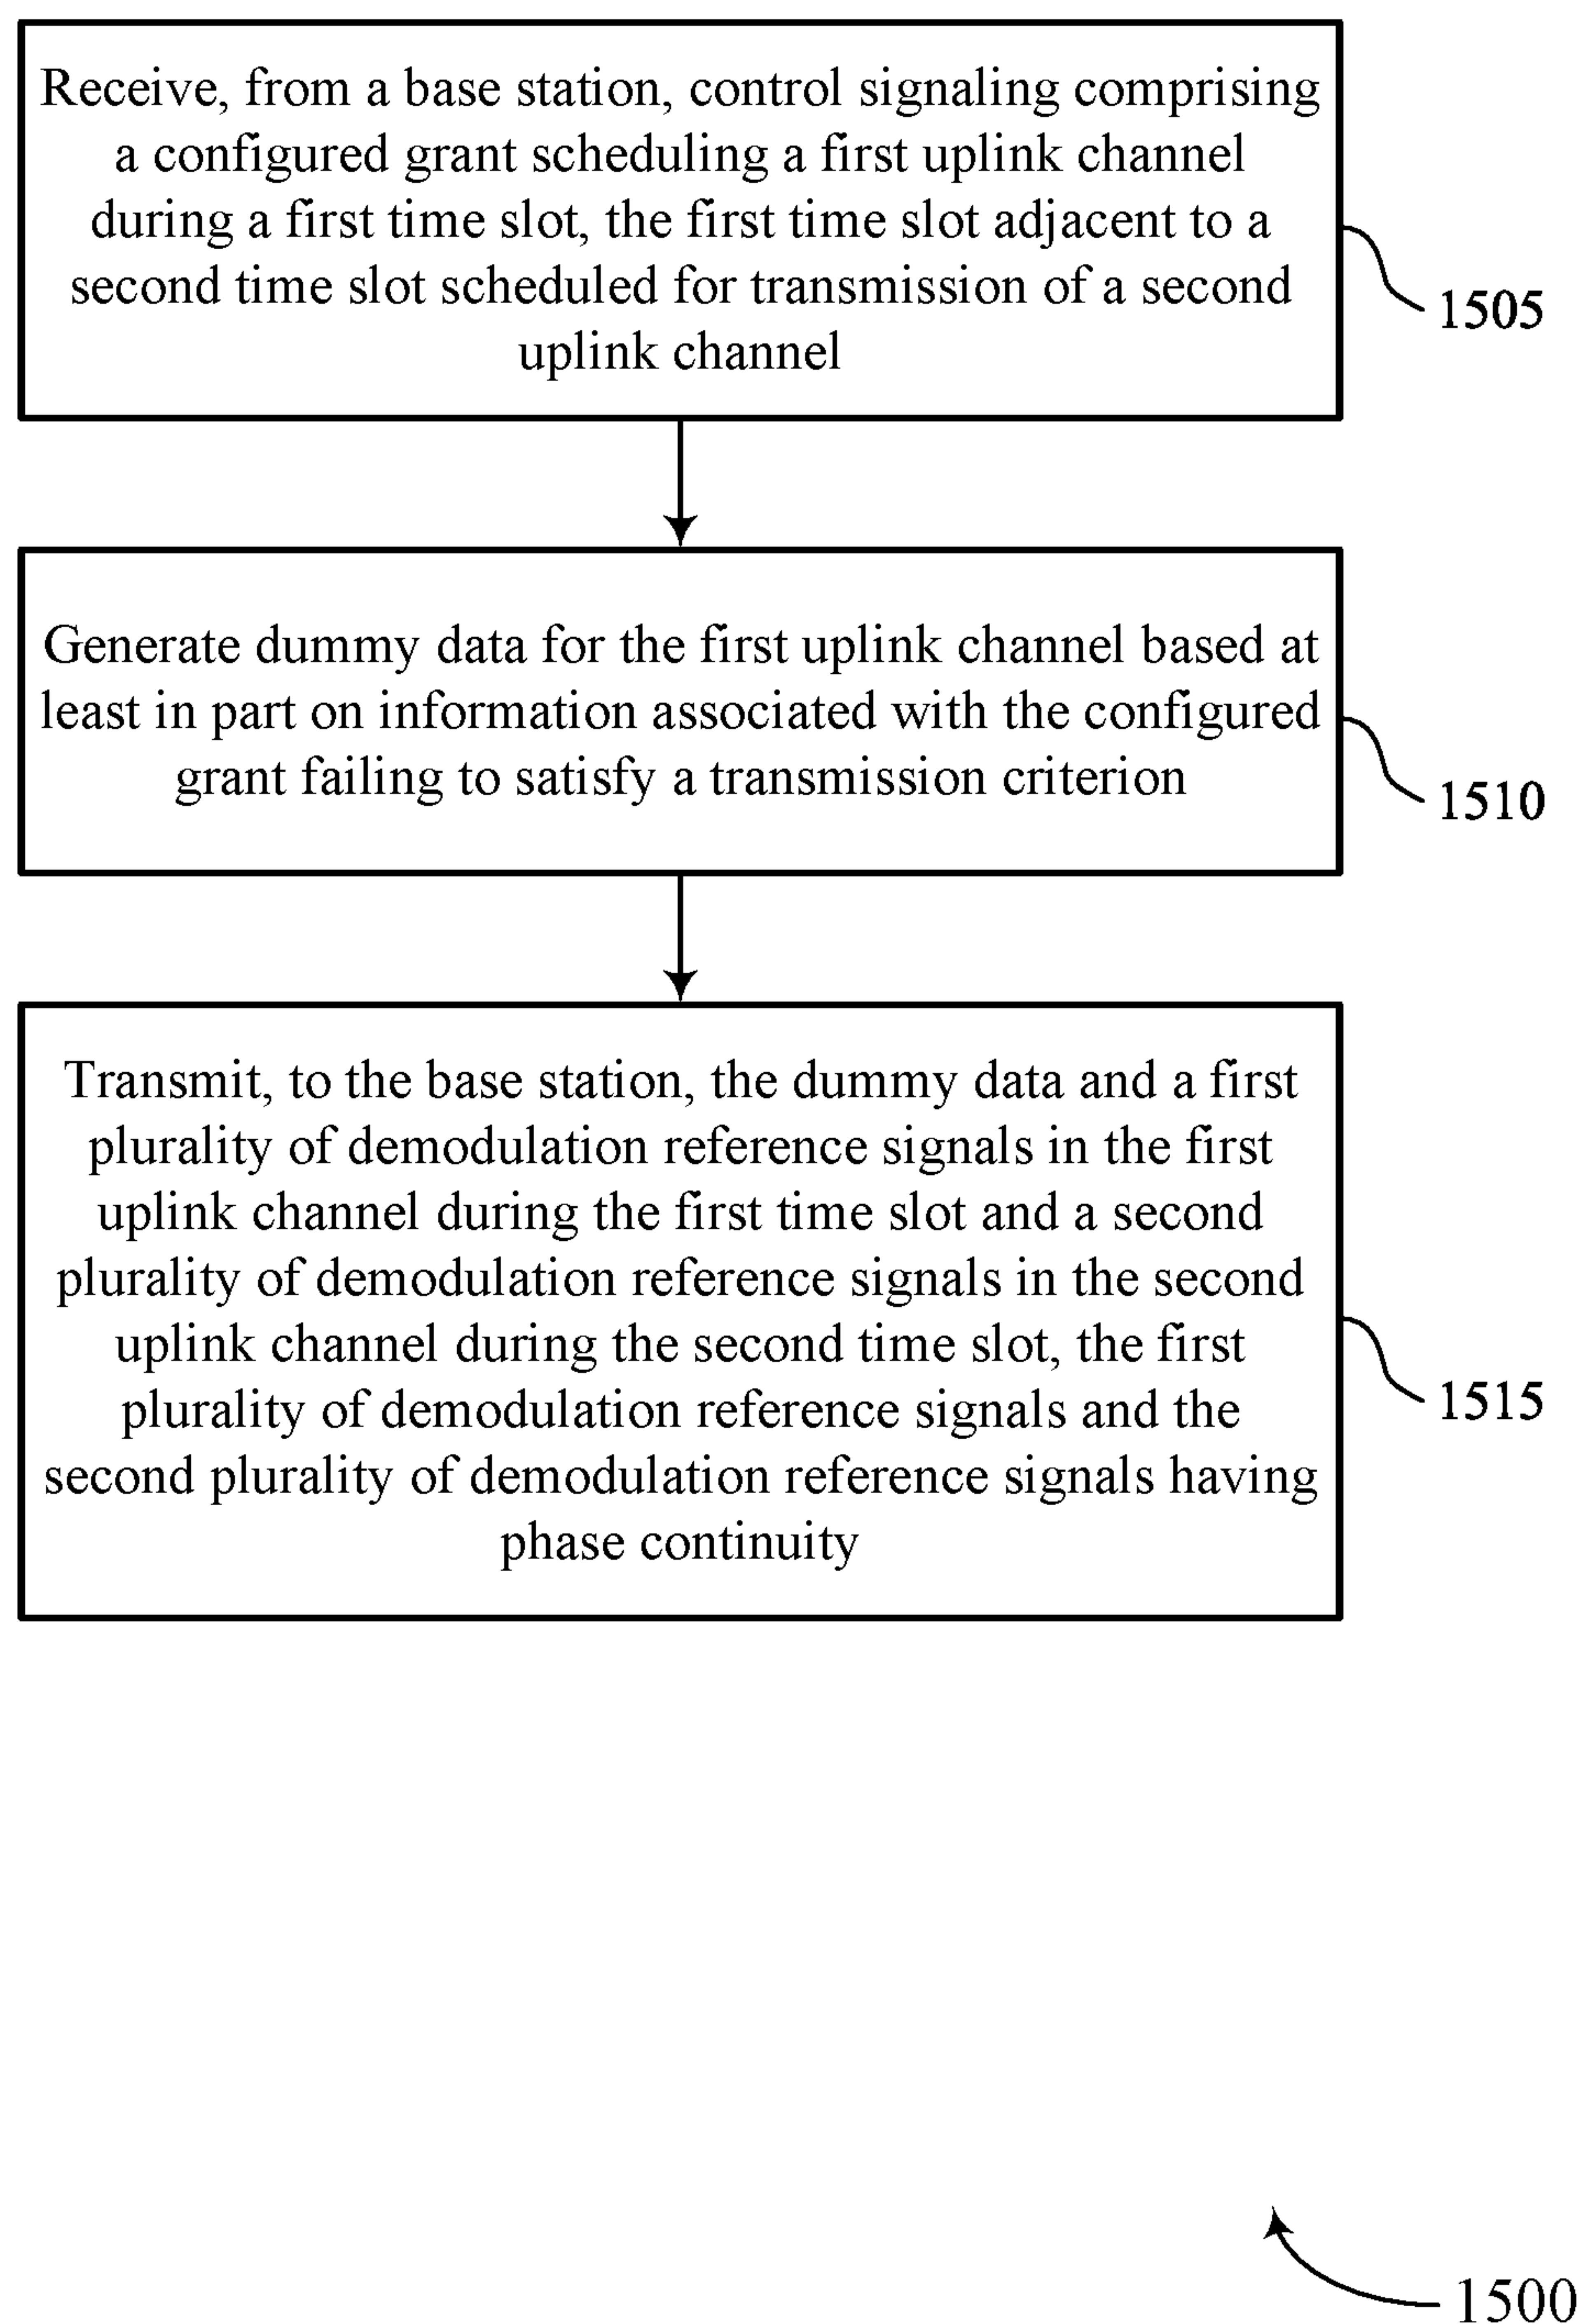 Receive, from a base station, control signaling comprising
a configured grant scheduling a first uplink channel
during a first time slot, the first time slot adjacent to a
second time slot scheduled for transmission of a second
uplink channel
1505
Generate dummy data for the first uplink channel based at
least in part on information associated with the configured
grant failing to satisfy a transmission criterion
1510
Transmit, to the base station, the dummy data and a first
plurality of demodulation reference signals in the first
uplink channel during the first time slot and a second
plurality of demodulation reference signals in the second
uplink channel during the second time slot, the first
plurality of demodulation reference signals and the
second plurality of demodulation reference signals having
phase continuity
1515
1500